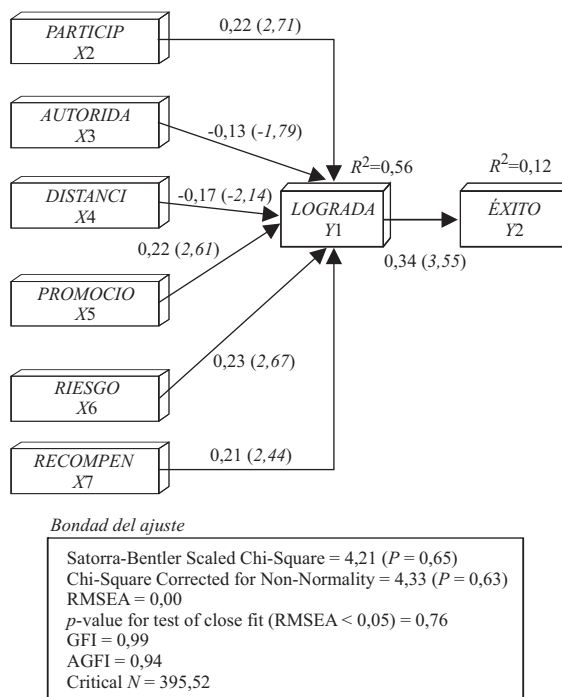 PARTICIP
X2
0,22 (2,71)
AUTORIDA
X3
-0,13 (-1,79)
DISTANCI
X4
-0,17 (-2,14)
R²=0,56
R²=0,12
LOGRADA
Y1
ÉXITO
Y2
0,34 (3,55)
0,22 (2,61)
PROMOCIO
X5
RIESGO
X6
0,23 (2,67)
RECOMPEN
X7
0,21 (2,44)
Bondad del ajuste
Satorra-Bentler Scaled Chi-Square = 4,21 (P = 0,65)
Chi-Square Corrected for Non-Normality = 4,33 (P = 0,63)
RMSEA = 0,00
p-value for test of close fit (RMSEA < 0,05) = 0,76
GFI = 0,99
AGFI = 0,94
Critical N = 395,52